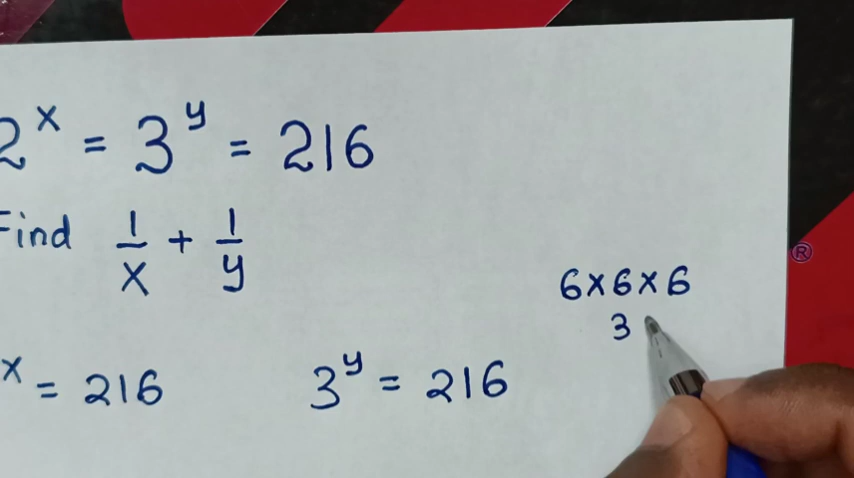 2^x = 3^y = 216
Find 1/x + 1/y
6×6×6
3
x = 216
3^y = 216
®